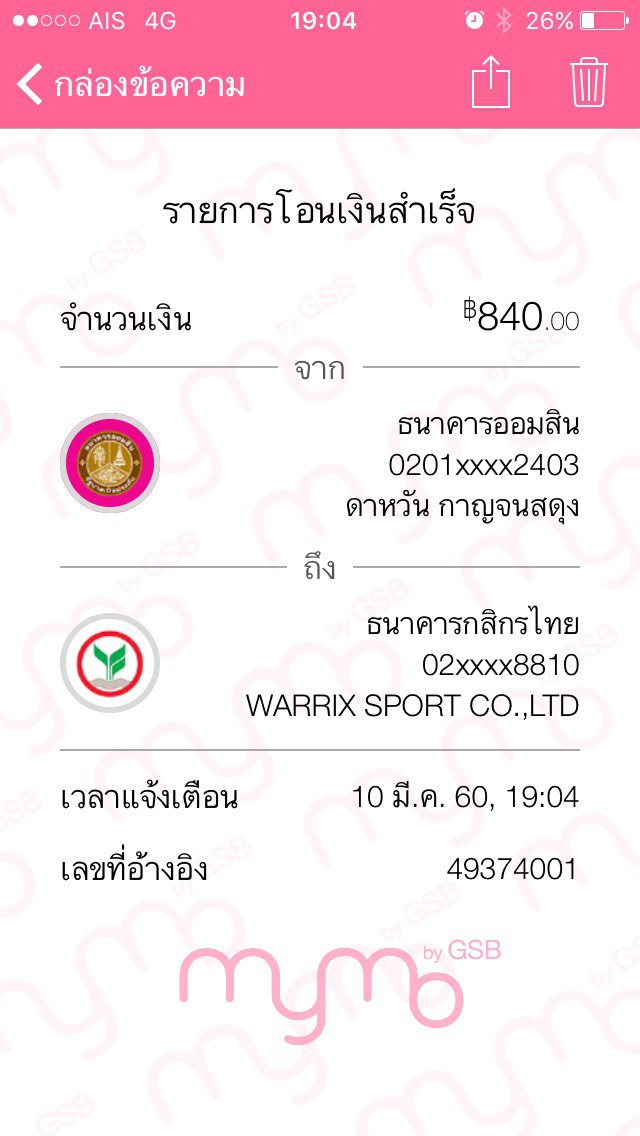 AIS 4G 19:04 26%
กล่องข้อความ
รายการโอนเงินสำเร็จ
จำนวนเงิน ฿840.00
จาก
ธนาคารออมสิน
0201xxxx2403
ดาหวัน กาญจนสดุง
ถึง
ธนาคารกสิกรไทย
02xxxx8810
WARRIX SPORT CO.,LTD
เวลาแจ้งเตือน 10 มี.ค. 60, 19:04
เลขที่อ้างอิง 49374001
mymo by GSB